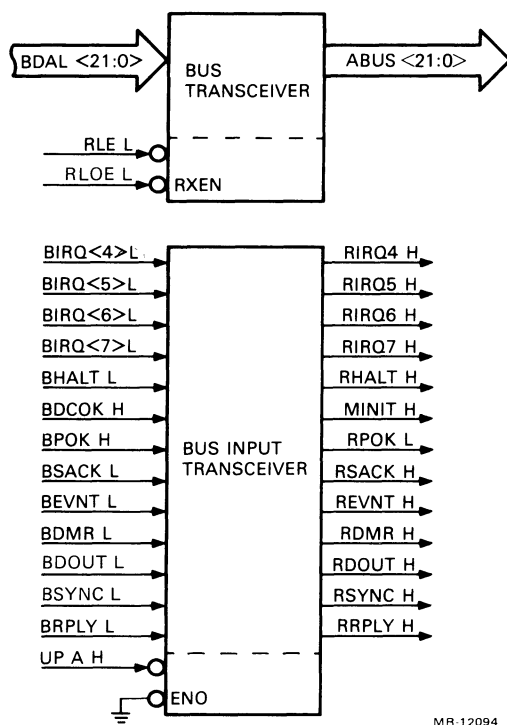 BDAL <21:0>
BUS
TRANSCEIVER
ABUS <21:0>
RLE L
RLOE L
RXEN
BIRQ<4>L
RIRQ4 H
BIRQ<5>L
RIRQ5 H
BIRQ<6>L
RIRQ6 H
BIRQ<7>L
RIRQ7 H
BHALT L
RHALT H
BDCOK H
MINIT H
BPOK H
BUS INPUT
TRANSCEIVER
RPOK L
BSACK L
RSACK H
BEVNT L
REVNT H
BDMR L
RDMR H
BDOUT L
RDOUT H
BSYNC L
RSYNC H
BRPLY L
RRPLY H
UP A H
ENO
MR-12094